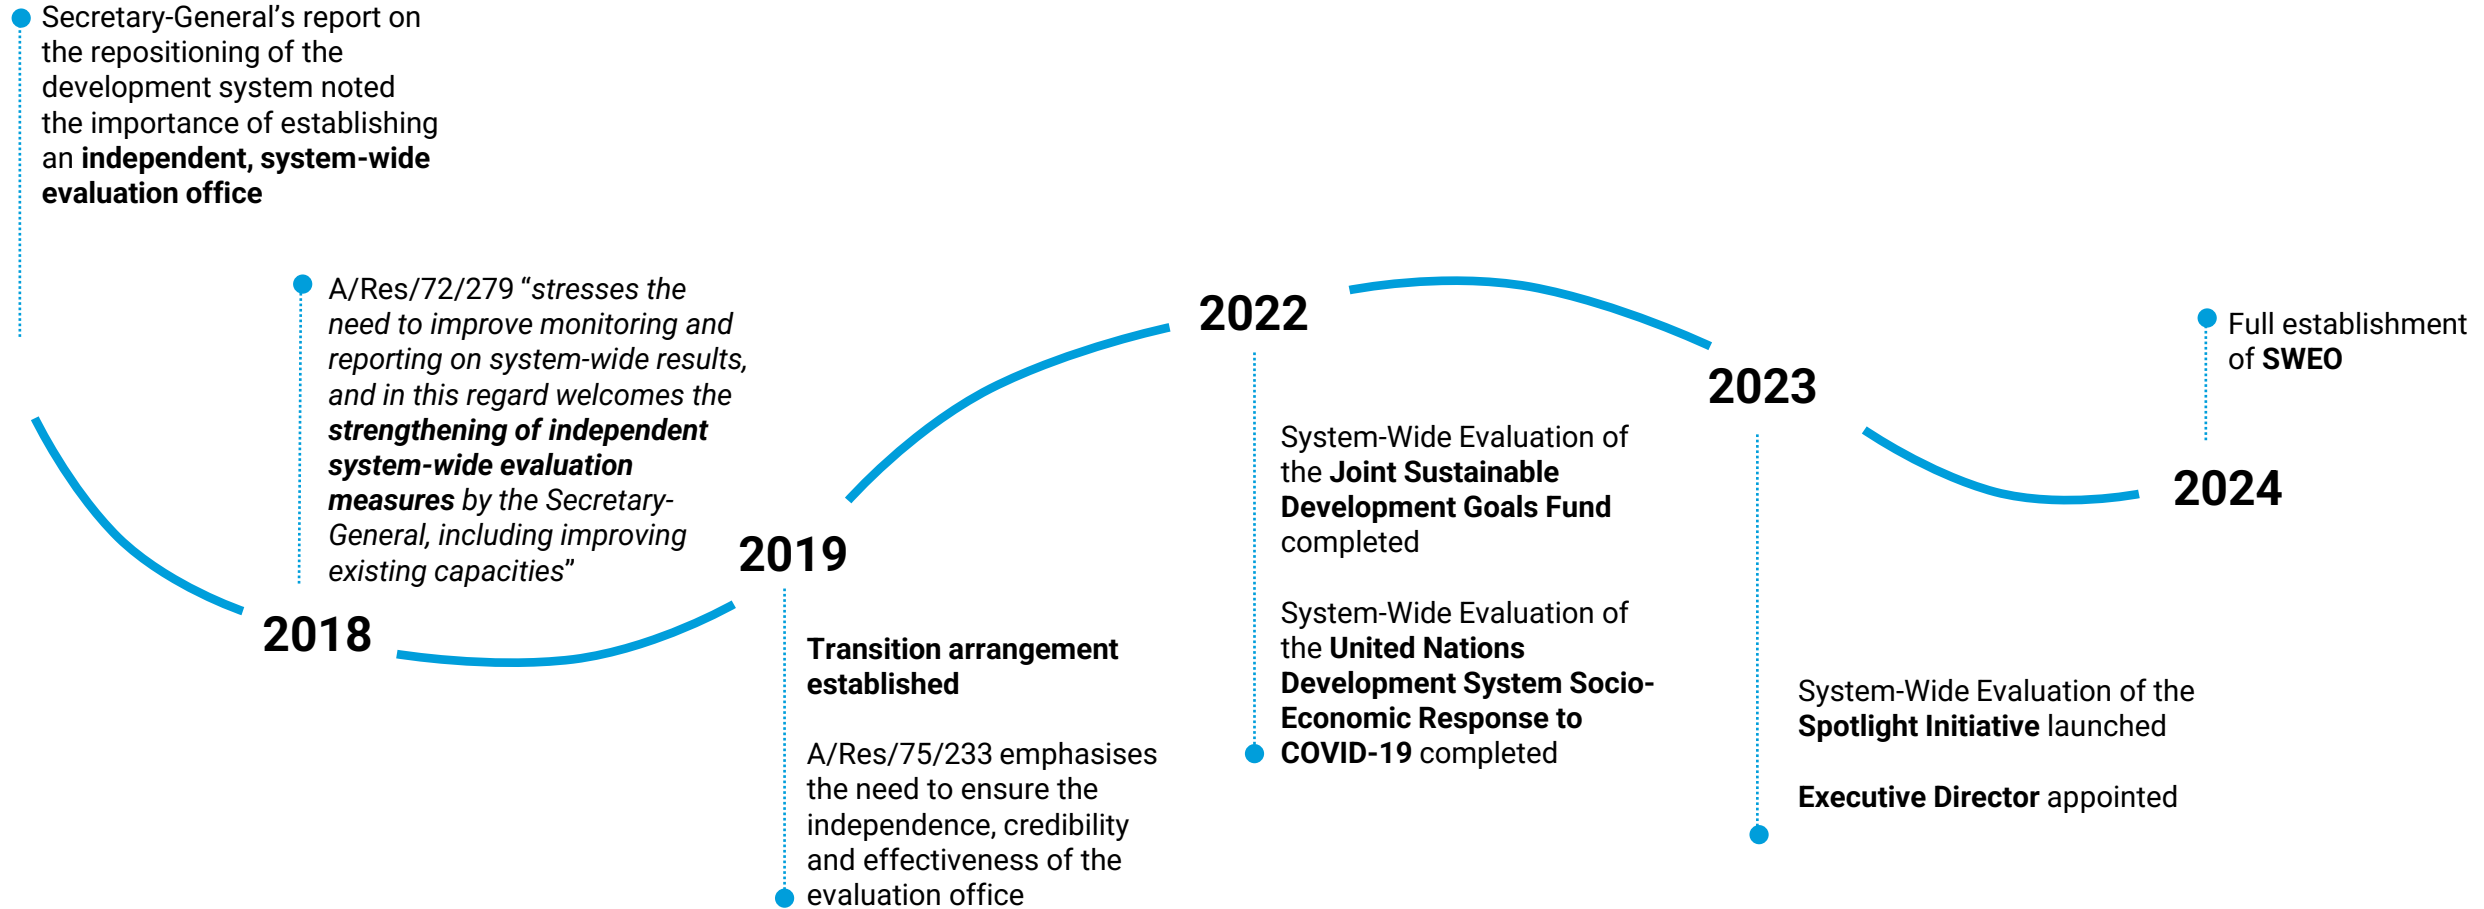 Secretary-General’s report on
the repositioning of the
development system noted
the importance of establishing
an independent, system-wide
evaluation office
A/Res/72/279 “stresses the
need to improve monitoring and
reporting on system-wide results,
and in this regard welcomes the
strengthening of independent
system-wide evaluation
measures by the Secretary-
General, including improving
existing capacities”
2018
2019
Transition arrangement
established
A/Res/75/233 emphasises
the need to ensure the
independence, credibility
and effectiveness of the
evaluation office
2022
System-Wide Evaluation of
the Joint Sustainable
Development Goals Fund
completed
System-Wide Evaluation of
the United Nations
Development System Socio-
Economic Response to
COVID-19 completed
2023
System-Wide Evaluation of the
Spotlight Initiative launched
Executive Director appointed
Full establishment
of SWEO
2024